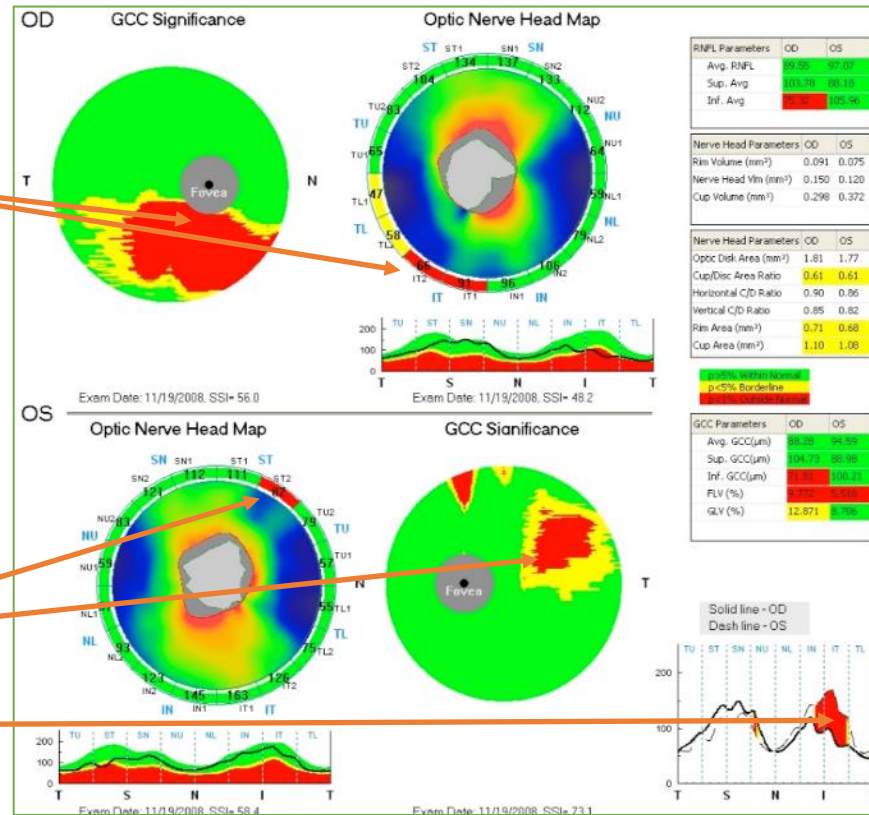 OD
GCC Significance
Optic Nerve Head Map
ST ST1 SN1 SN
134 137
ST2 SN2
104 133
TU2 83 112 NU2
TU NU
TU1 65 64 NU1
47 59 NL1
TL1
TL NL
58 79 NL2
TL2
66 106
IT2 91 96 IN2
IT IT1 IN1 IN
T N
Fovea
TU ST SN NU NL IN IT TL
200
100
0
T S N I T
Exam Date: 11/19/2008, SSI= 56.0
Exam Date: 11/19/2008, SSI= 48.2
RNFL Parameters OD OS
Avg. RNFL 89.55 97.07
Sup. Avg 103.78 88.18
Inf. Avg 75.32 105.96
Nerve Head Parameters OD OS
Rim Volume (mm³) 0.091 0.075
Nerve Head Vlm (mm³) 0.150 0.120
Cup Volume (mm³) 0.298 0.372
Nerve Head Parameters OD OS
Optic Disk Area (mm²) 1.81 1.77
Cup/Disc Area Ratio 0.61 0.61
Horizontal C/D Ratio 0.90 0.86
Vertical C/D Ratio 0.85 0.82
Rim Area (mm²) 0.71 0.68
Cup Area (mm²) 1.10 1.08
p>5% Within Normal
p<5% Borderline
p<1% Outside Normal
GCC Parameters OD OS
Avg. GCC(µm) 88.28 94.59
Sup. GCC(µm) 104.73 88.98
Inf. GCC(µm) 100.21
FLV (%) 9.772
GLV (%) 12.871 8.706
OS
Optic Nerve Head Map
GCC Significance
SN SN1 ST1 ST
112 111
SN2 ST2
121 82
NU2 83 79 TU2
NU TU
NU1 59 57 TU1
NL1 55 TL1
NL TL
93 75 TL2
NL2
123 126
IN2 145 163 IT2
IN IN1 IT1 IT
N T
Fovea
TU ST SN NU NL IN IT TL
200
100
0
T S N I T
Exam Date: 11/19/2008, SSI= 58.4
Exam Date: 11/19/2008, SSI= 73.1
Solid line - OD
Dash line - OS
TU ST SN NU NL IN IT TL
200
100
0
T S N I T